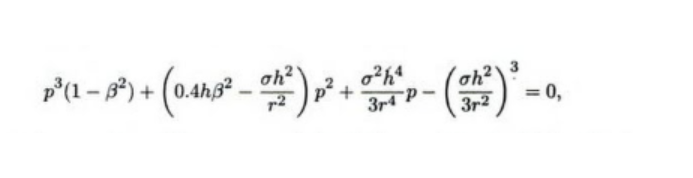 p³(1 − β²) + (0.4hβ² − σh²/r²) p² + σ²h⁴/3r⁴ p − (σh²/3r²)³ = 0,